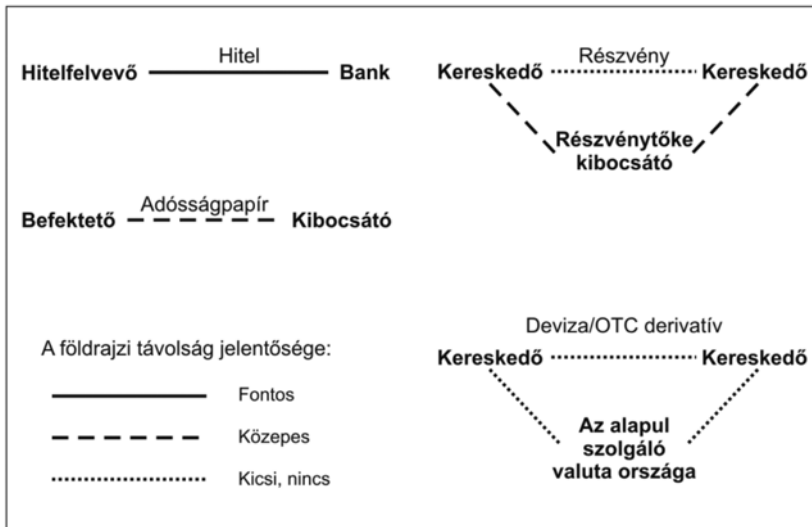 Hitel
Hitelfelvevő Bank
Részvény
Kereskedő Kereskedő
Részvénytőke
kibocsátó
Adósságpapír
Befektető Kibocsátó
A földrajzi távolság jelentősége:
Fontos
Közepes
Kicsi, nincs
Deviza/OTC derivatív
Kereskedő Kereskedő
Az alapul
szolgáló
valuta országa